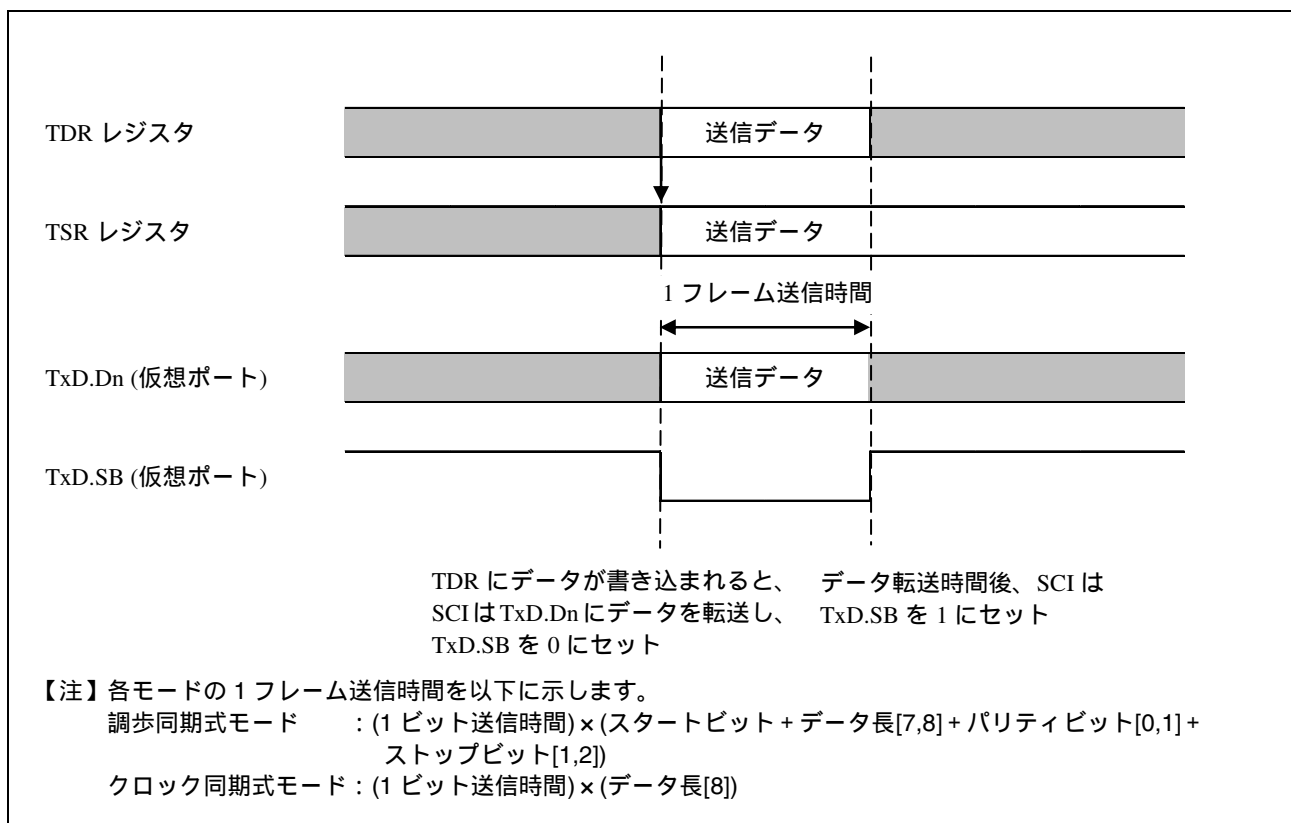 TDR レジスタ
送信データ
TSR レジスタ
送信データ
1 フレーム送信時間
TxD.Dn (仮想ポート)
送信データ
TxD.SB (仮想ポート)
TDR にデータが書き込まれると、
SCI は TxD.Dn にデータを転送し、
TxD.SB を 0 にセット
データ転送時間後、SCI は
TxD.SB を 1 にセット
【注】各モードの 1 フレーム送信時間を以下に示します。
調歩同期式モード : (1 ビット送信時間) × (スタートビット + データ長[7,8] + パリティビット[0,1] +
ストップビット[1,2])
クロック同期式モード : (1 ビット送信時間) × (データ長[8])